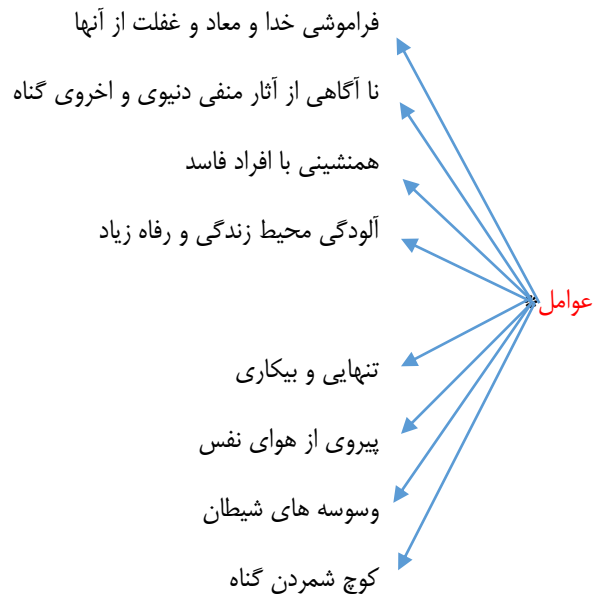 فراموشی خدا و معاد و غفلت از آنها
نا آگاهی از آثار منفی دنیوی و اخروی گناه
همنشینی با افراد فاسد
آلودگی محیط زندگی و رفاه زیاد
عوامل
تنهایی و بیکاری
پیروی از هوای نفس
وسوسه های شیطان
کوچ شمردن گناه